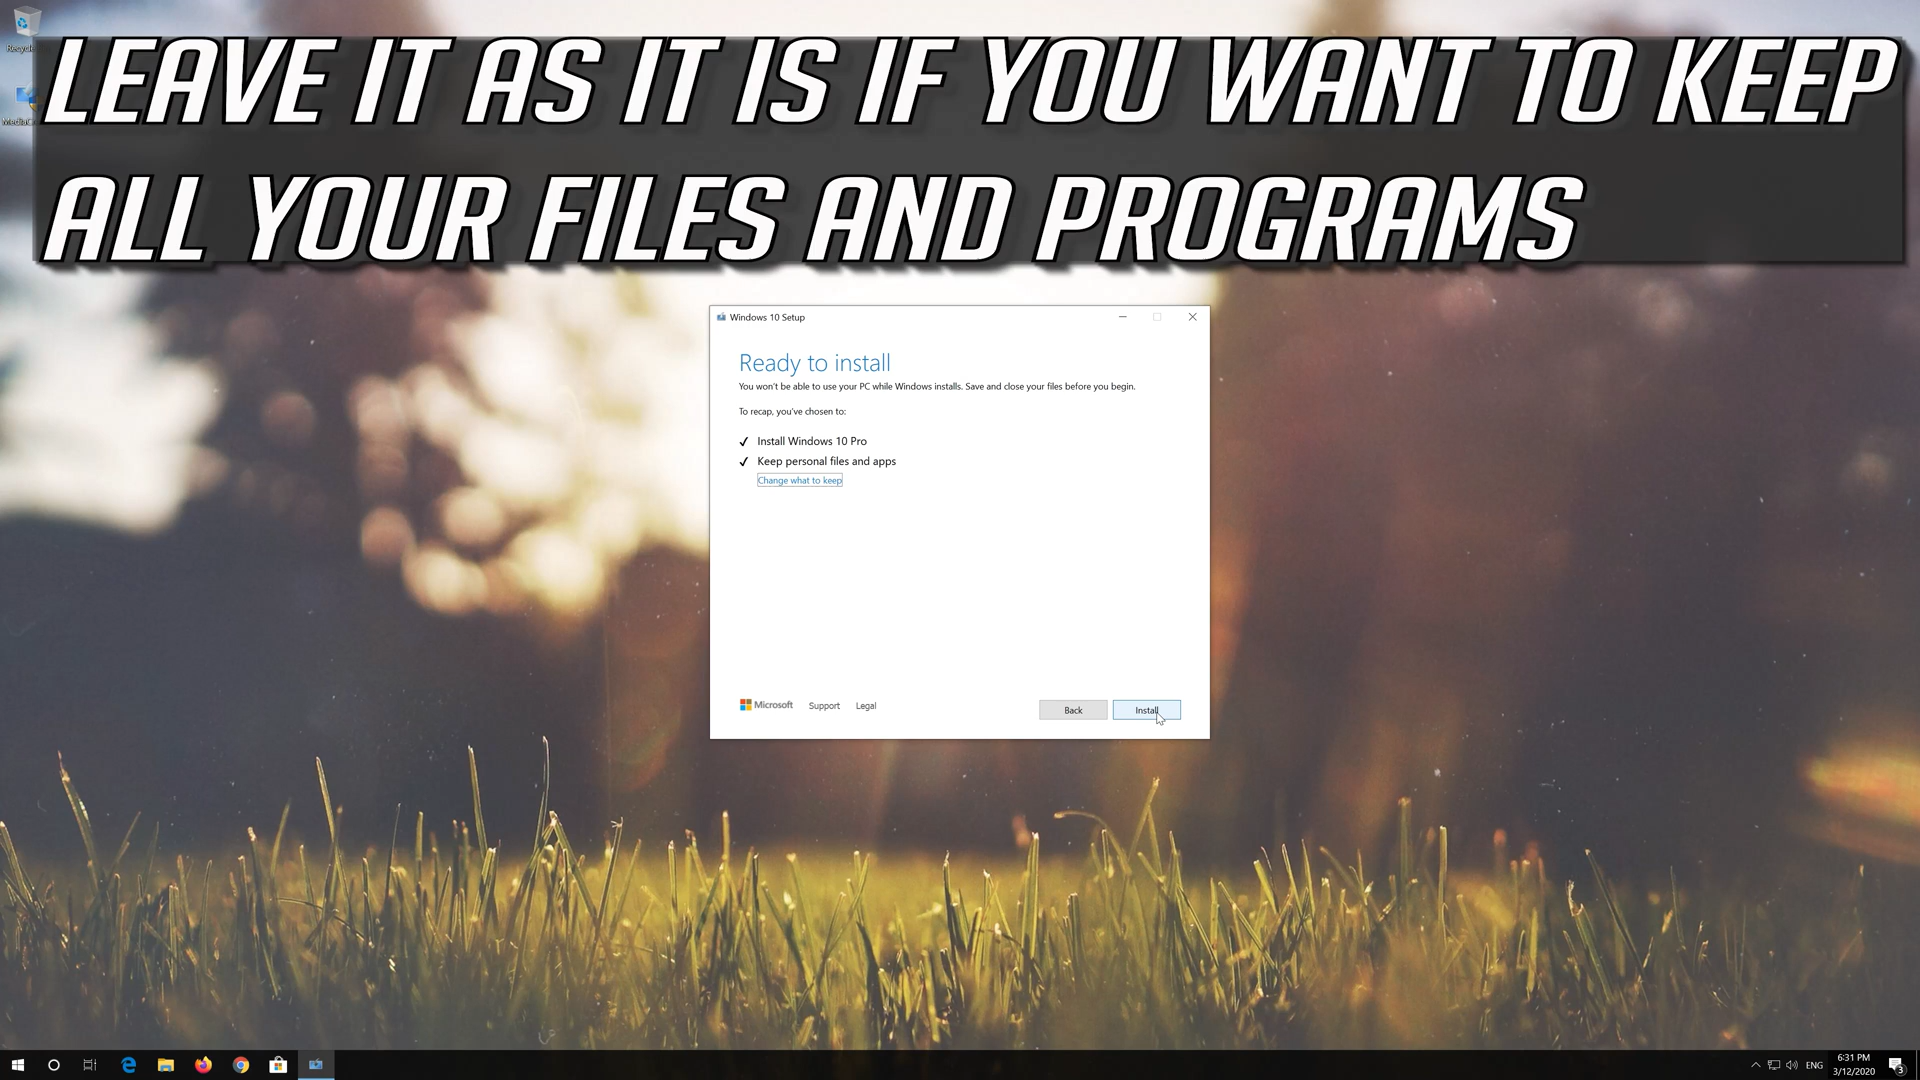 LEAVE IT AS IT IS IF YOU WANT TO KEEP
ALL YOUR FILES AND PROGRAMS
Windows 10 Setup
Ready to install
You won't be able to use your PC while Windows installs. Save and close your files before you begin.
To recap, you've chosen to:
Install Windows 10 Pro
Keep personal files and apps
Change what to keep
Microsoft Support Legal
Back Install
ENG
6:31 PM
3/12/2020
3